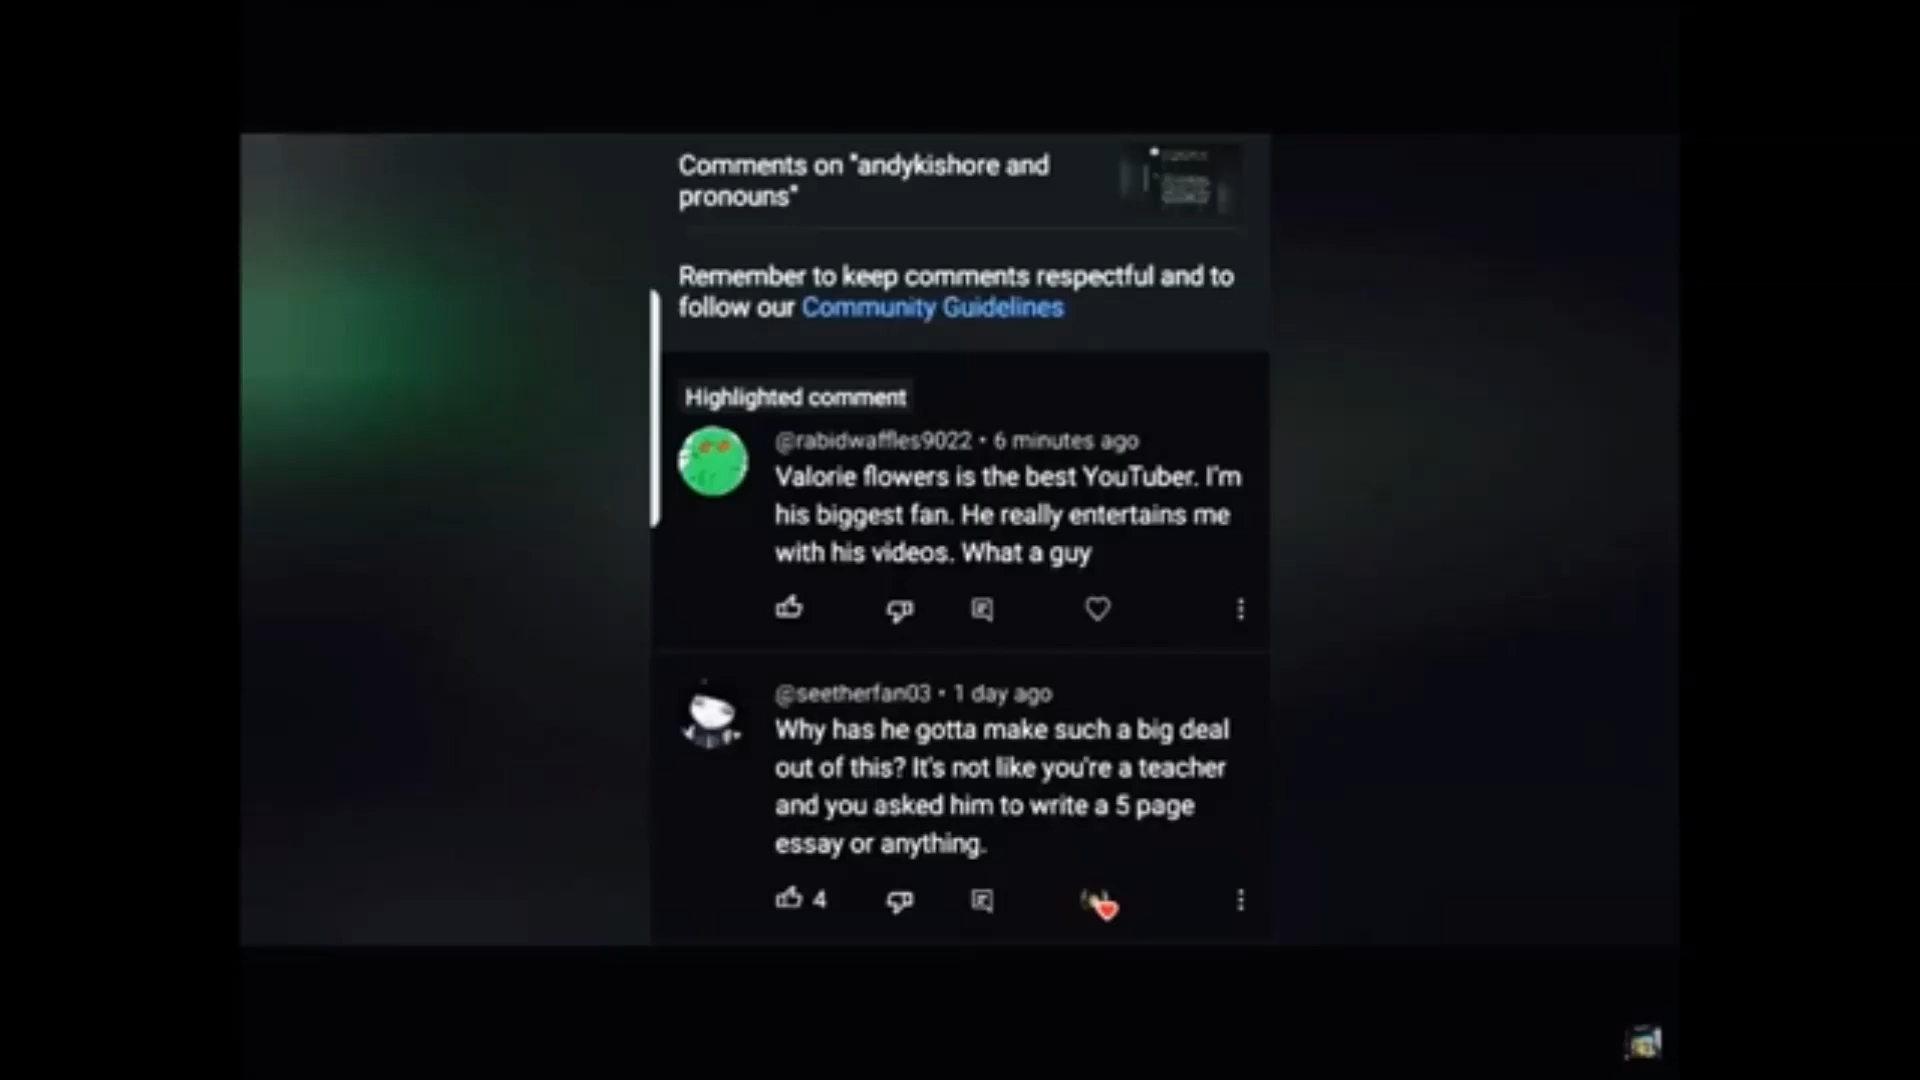 Comments on "andykishore and
pronouns"
Remember to keep comments respectful and to
follow our Community Guidelines
Highlighted comment
@rabidwaffles9022 • 6 minutes ago
Valorie flowers is the best YouTuber. I'm
his biggest fan. He really entertains me
with his videos. What a guy
@seetherfan03 • 1 day ago
Why has he gotta make such a big deal
out of this? It's not like you're a teacher
and you asked him to write a 5 page
essay or anything.
4